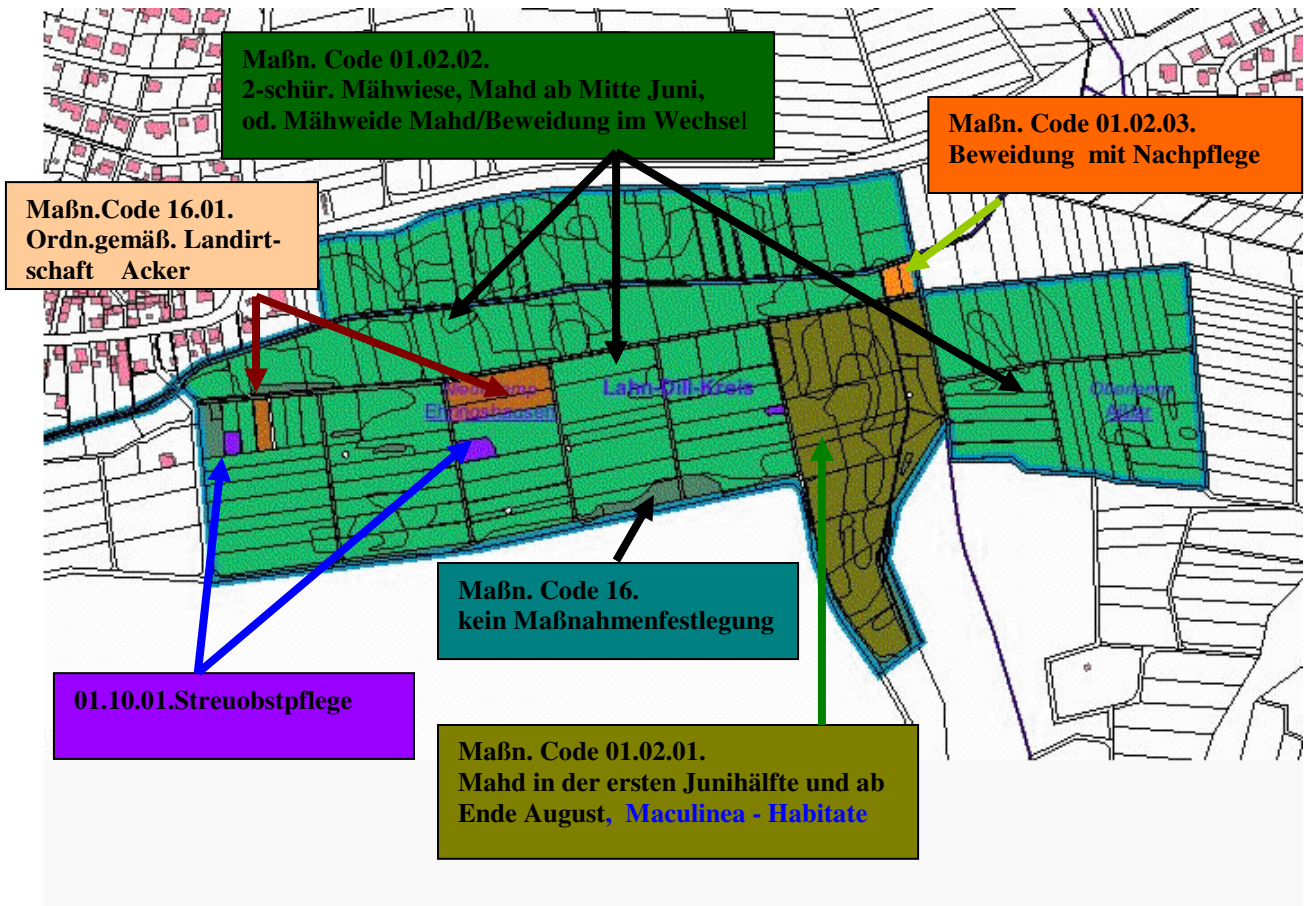 Maßn. Code 01.02.02.
2-schür. Mähwiese, Mahd ab Mitte Juni,
od. Mähweide Mahd/Beweidung im Wechsel
Maßn. Code 01.02.03.
Beweidung mit Nachpflege
Maßn.Code 16.01.
Ordn.gemäß. Landirt-
schaft Acker
Lahn-Dill-Kreis
Ehringshausen
Maßn. Code 16.
kein Maßnahmenfestlegung
01.10.01.Streuobstpflege
Maßn. Code 01.02.01.
Mahd in der ersten Junihälfte und ab
Ende August, Maculinea - Habitate